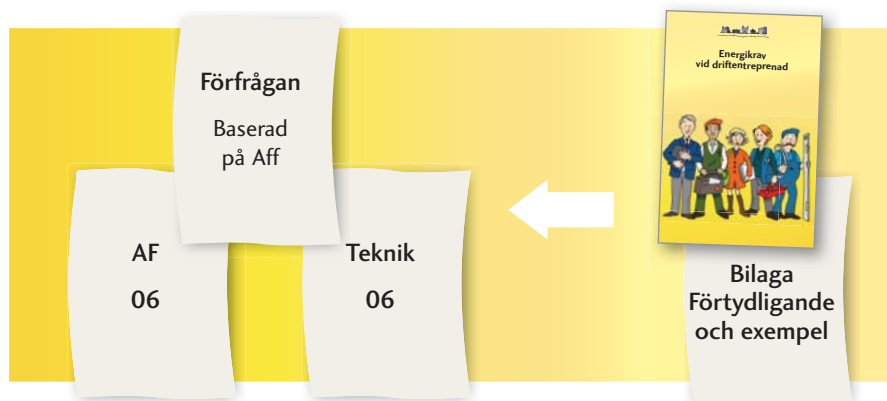 Förfrågan
Baserad
på Aff
AF
06
Teknik
06
Energikrav
vid driftentreprenad
Bilaga
Förtydligande
och exempel